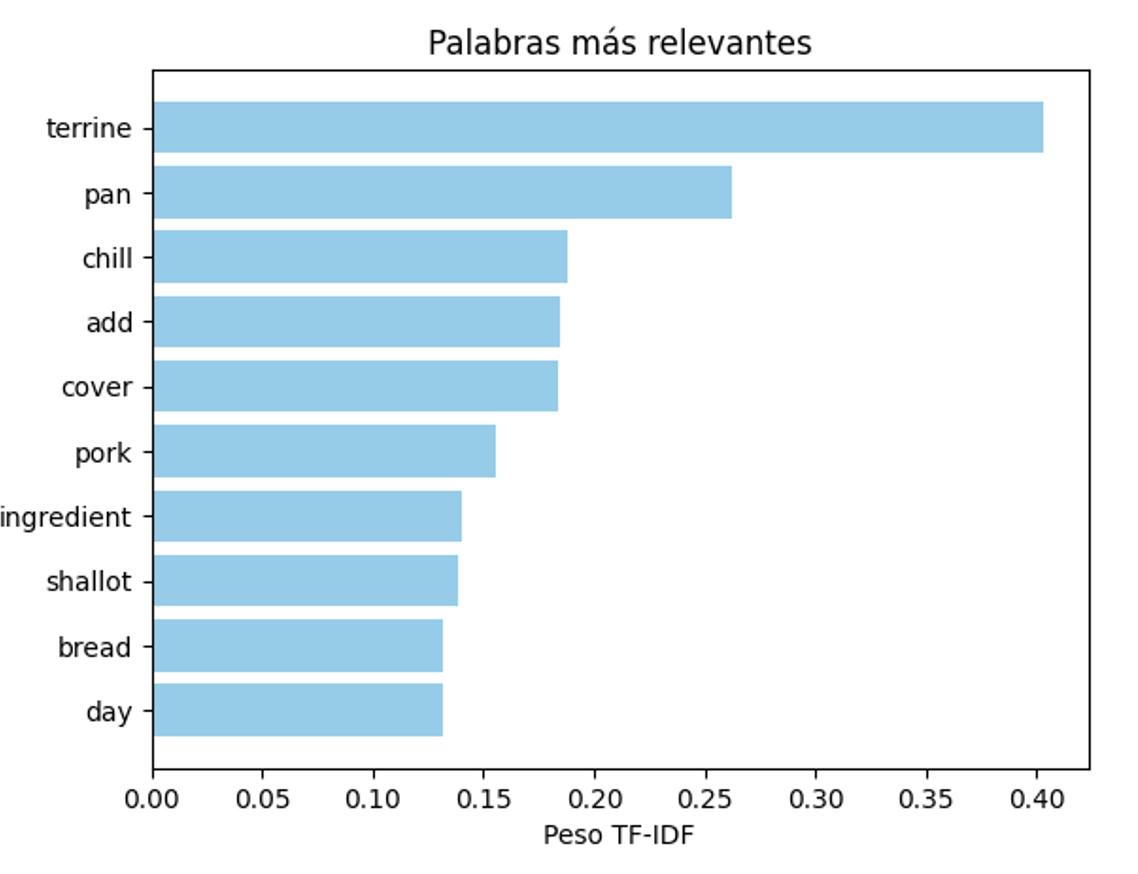 Palabras más relevantes
terrine
pan
chill
add
cover
pork
ingredient
shallot
bread
day
0.00 0.05 0.10 0.15 0.20 0.25 0.30 0.35 0.40
Peso TF-IDF